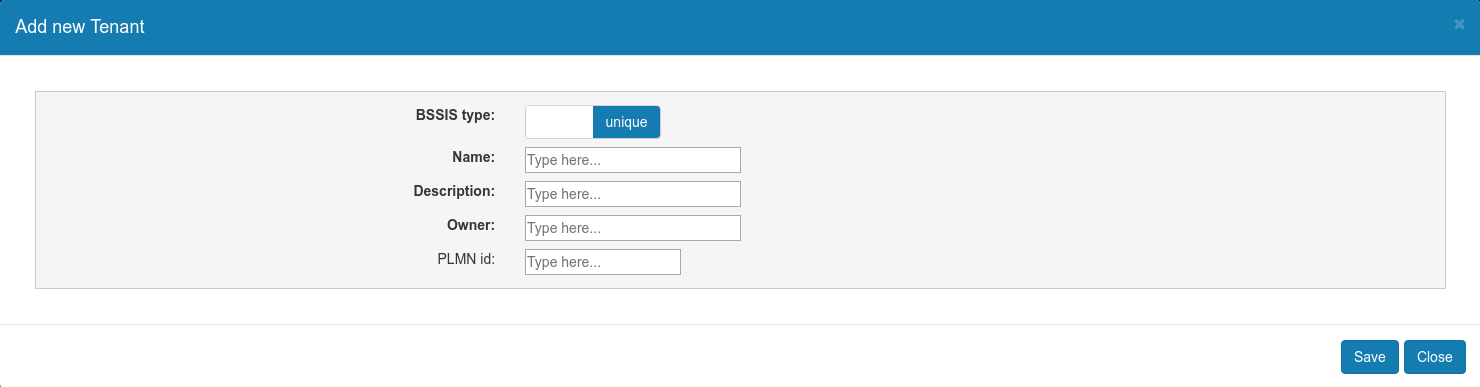 Add new Tenant ×
BSSIS type: unique
Name: Type here...
Description: Type here...
Owner: Type here...
PLMN id: Type here...
Save Close